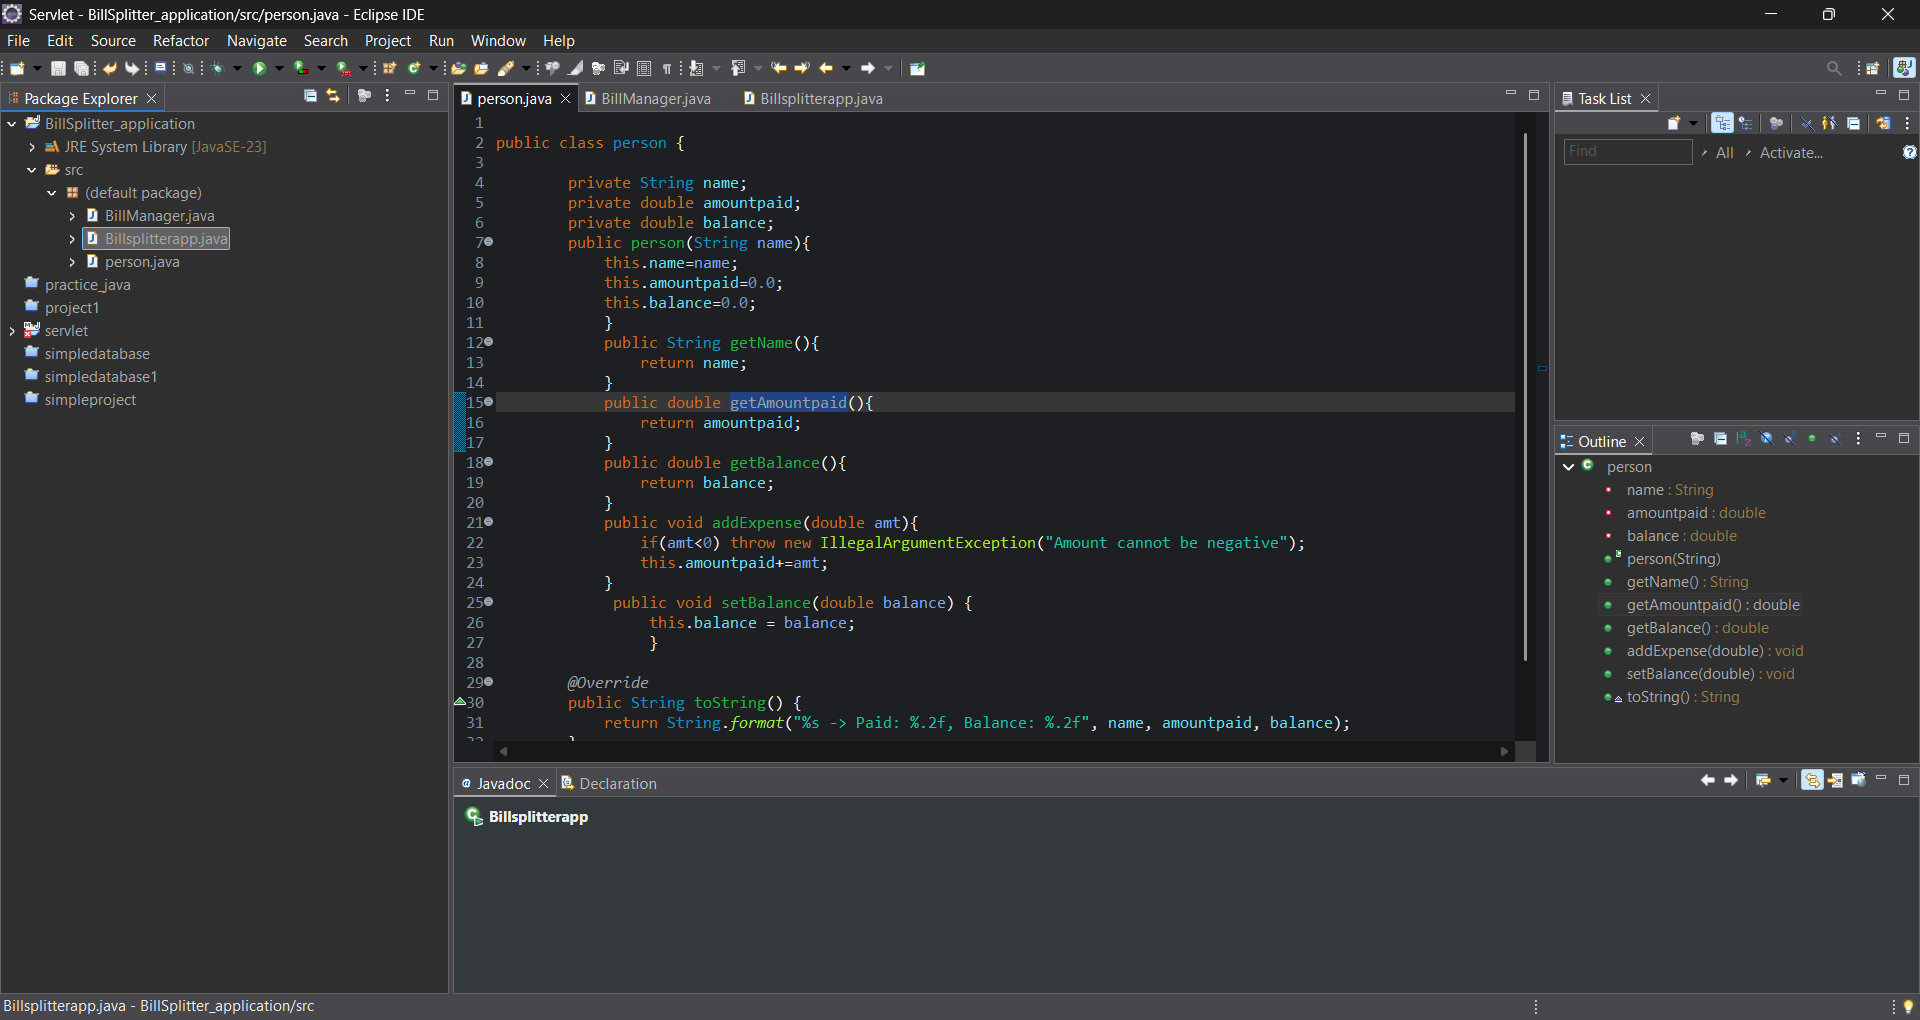 Servlet - BillSplitter_application/src/person.java - Eclipse IDE
File Edit Source Refactor Navigate Search Project Run Window Help
Package Explorer
BillSplitter_application
JRE System Library [JavaSE-23]
src
(default package)
BillManager.java
Billsplitterapp.java
person.java
practice_java
project1
servlet
simpledatabase
simpledatabase1
simpleproject
person.java BillManager.java Billsplitterapp.java
1
2 public class person {
3
4 private String name;
5 private double amountpaid;
6 private double balance;
7 public person(String name){
8 this.name=name;
9 this.amountpaid=0.0;
10 this.balance=0.0;
11 }
12 public String getName(){
13 return name;
14 }
15 public double getAmountpaid(){
16 return amountpaid;
17 }
18 public double getBalance(){
19 return balance;
20 }
21 public void addExpense(double amt){
22 if(amt<0) throw new IllegalArgumentException("Amount cannot be negative");
23 this.amountpaid+=amt;
24 }
25 public void setBalance(double balance) {
26 this.balance = balance;
27 }
28
29 @Override
30 public String toString() {
31 return String.format("%s -> Paid: %.2f, Balance: %.2f", name, amountpaid, balance);
Task List
Find All Activate...
Outline
person
name : String
amountpaid : double
balance : double
person(String)
getName() : String
getAmountpaid() : double
getBalance() : double
addExpense(double) : void
setBalance(double) : void
toString() : String
@ Javadoc Declaration
Billsplitterapp
Billsplitterapp.java - BillSplitter_application/src